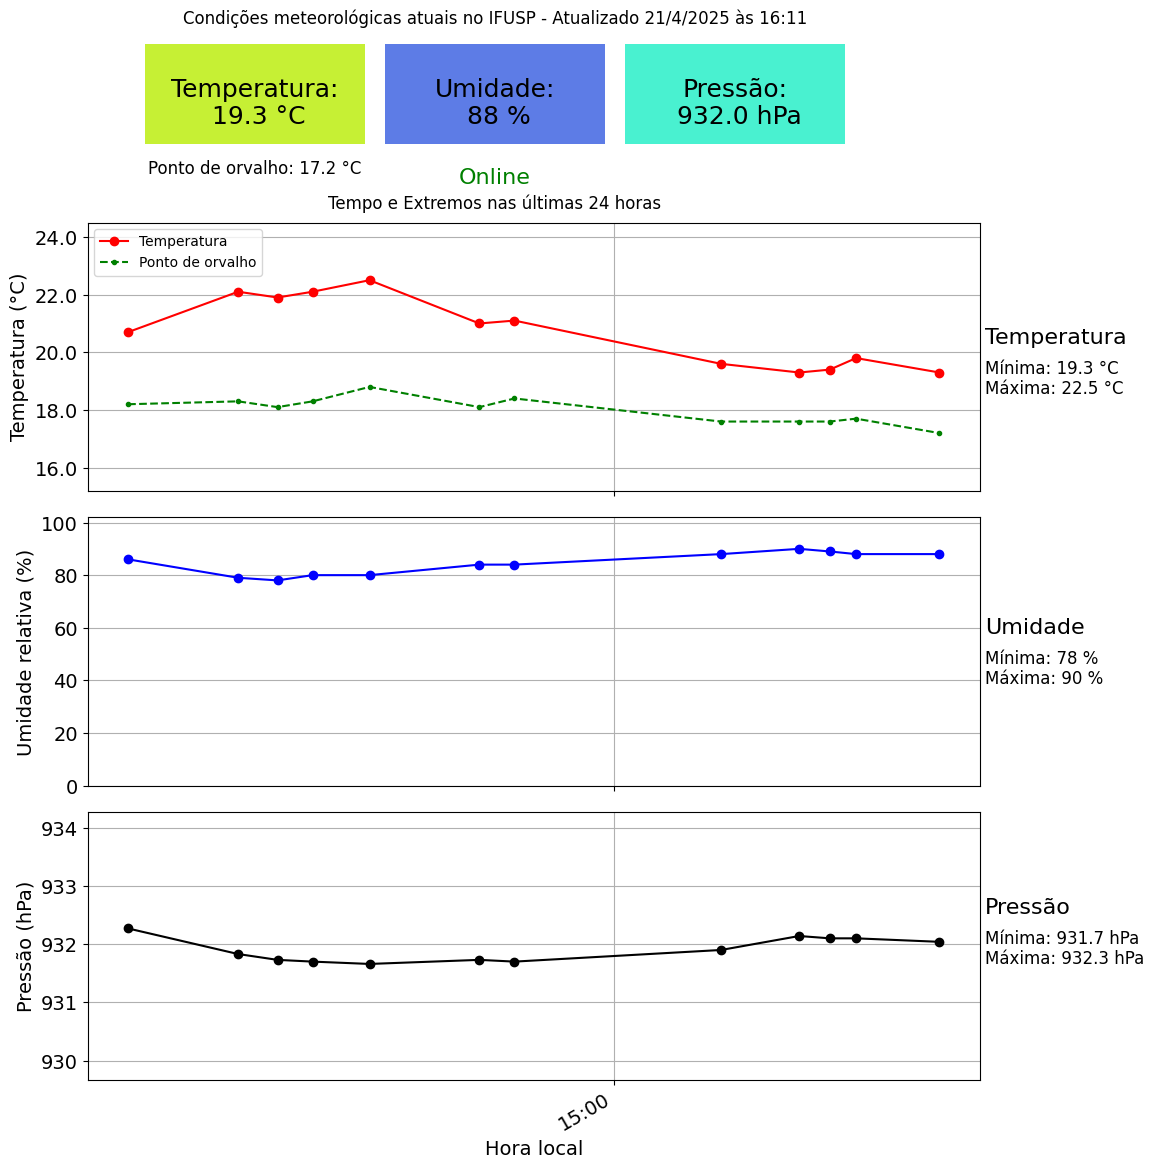 Condições meteorológicas atuais no IFUSP - Atualizado 21/4/2025 às 16:11
Temperatura:
19.3 °C
Umidade:
88 %
Pressão:
932.0 hPa
Ponto de orvalho: 17.2 °C
Online
Tempo e Extremos nas últimas 24 horas
Temperatura (°C)
24.0
22.0
20.0
18.0
16.0
Temperatura
Ponto de orvalho
Temperatura
Mínima: 19.3 °C
Máxima: 22.5 °C
Umidade relativa (%)
100
80
60
40
20
0
Umidade
Mínima: 78 %
Máxima: 90 %
Pressão (hPa)
934
933
932
931
930
Pressão
Mínima: 931.7 hPa
Máxima: 932.3 hPa
15:00
Hora local